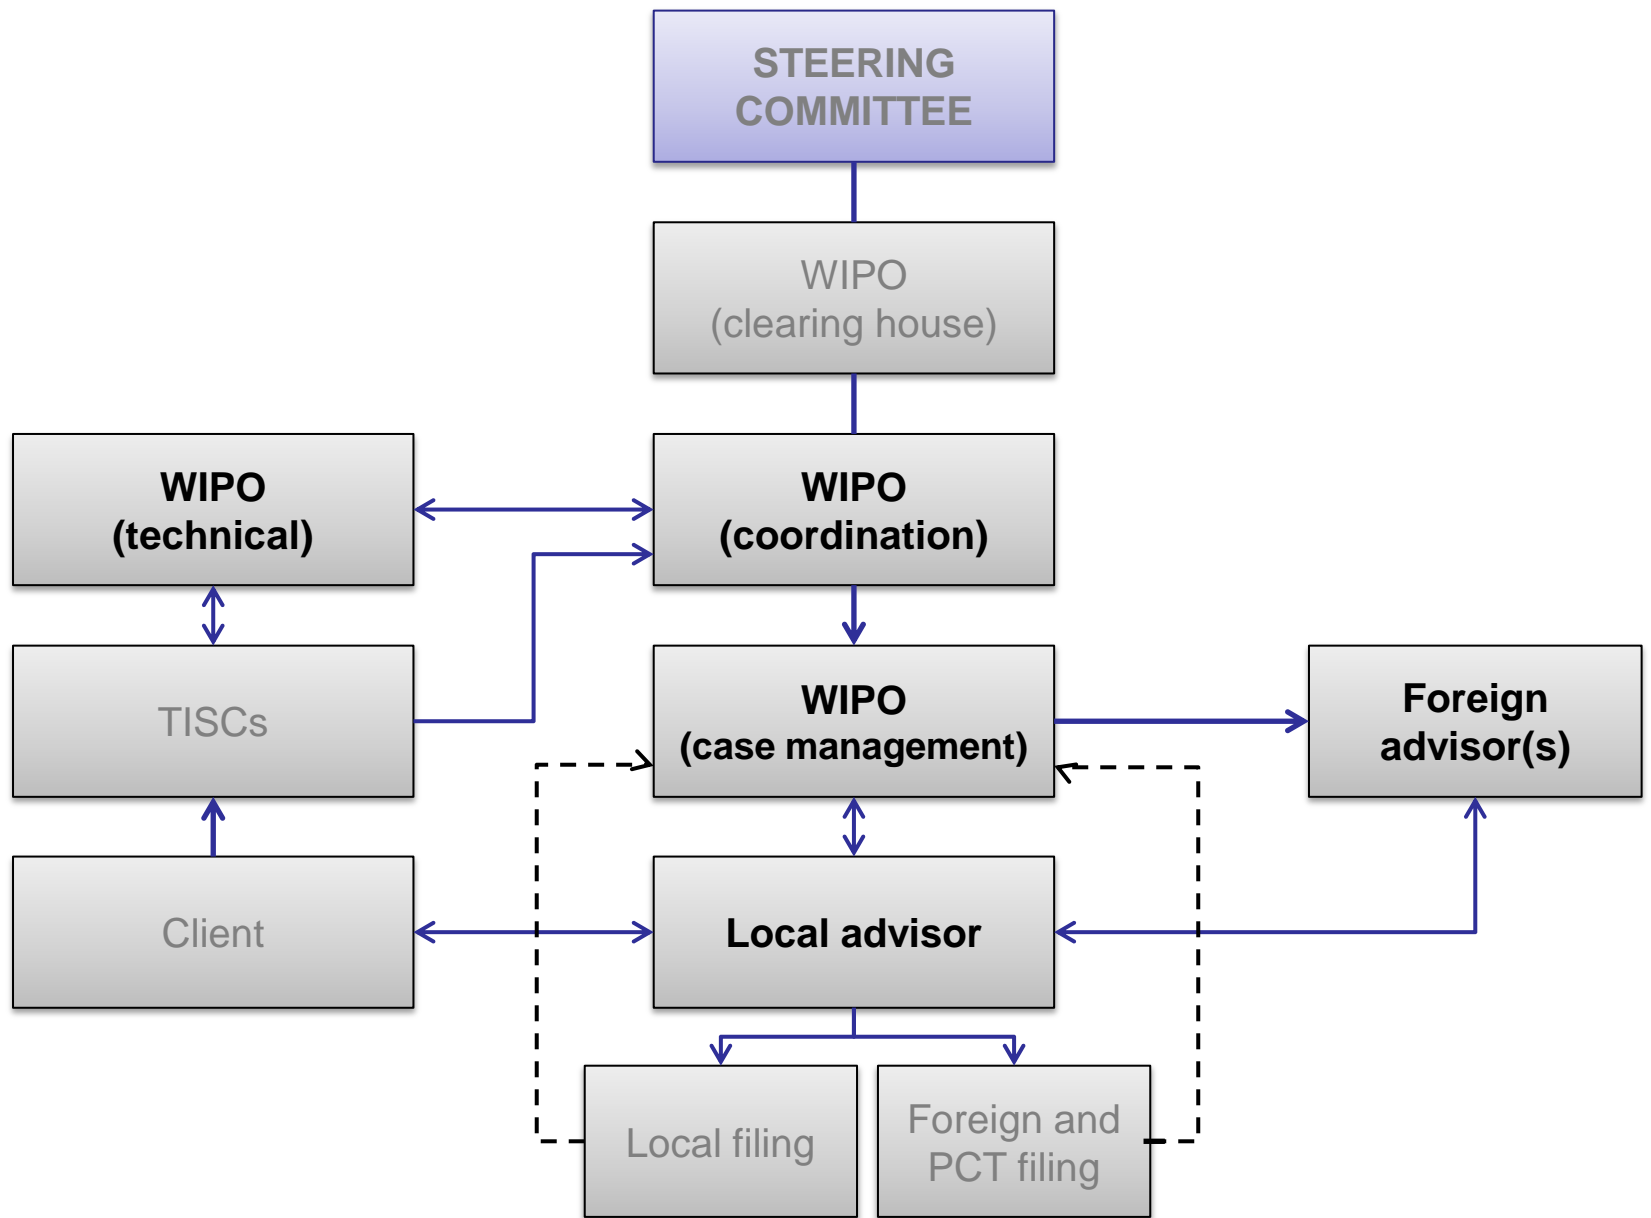 STEERING
COMMITTEE
WIPO
(clearing house)
WIPO
(technical)
WIPO
(coordination)
TISCs
WIPO
(case management)
Foreign
advisor(s)
Client
Local advisor
Local filing
Foreign and
PCT filing